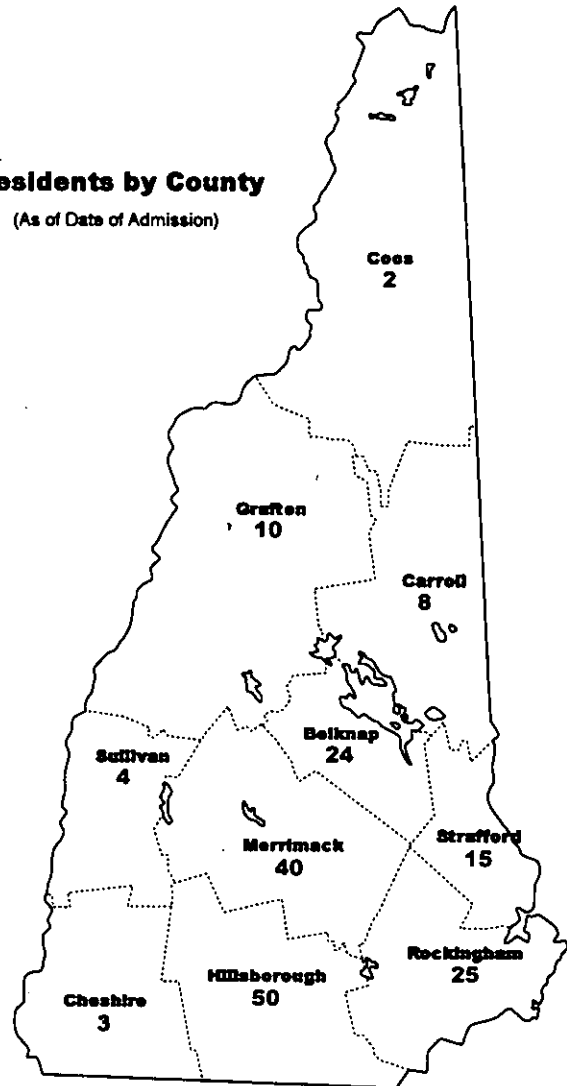 esidents by County
(As of Date of Admission)
Coos
2
Grafton
10
Carroll
8
Belknap
24
Sullivan
4
Merrimack
40
Strafford
15
Rockingham
25
Hillsborough
50
Cheshire
3